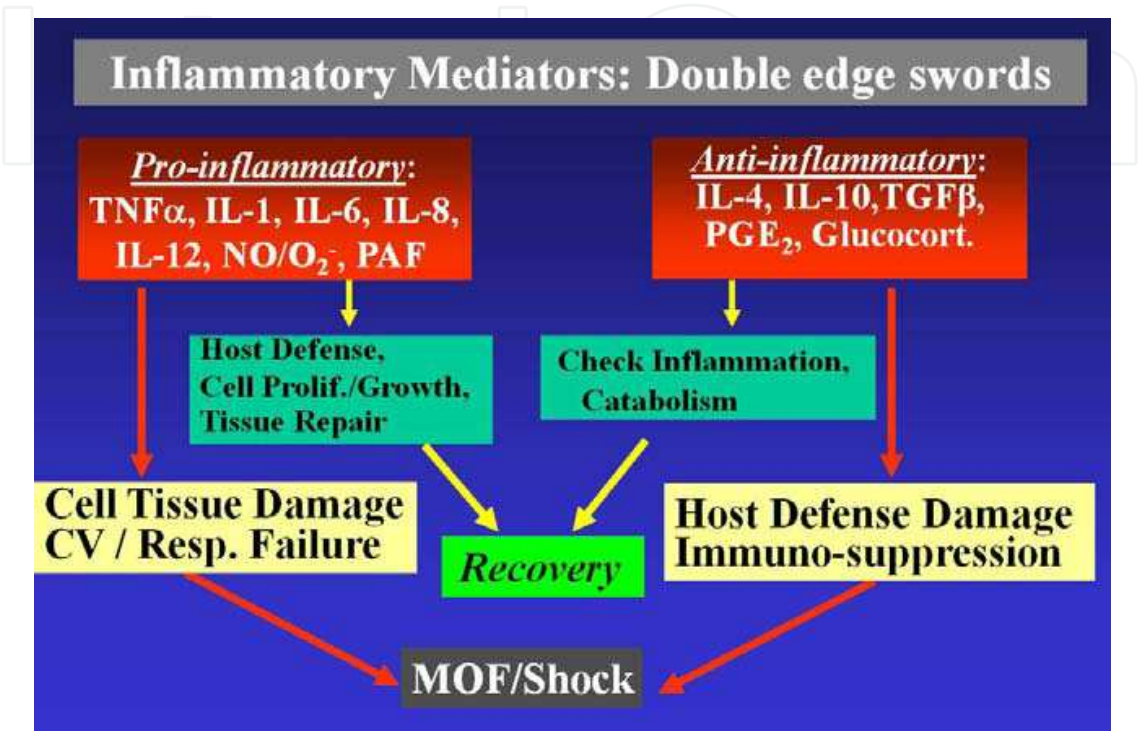 Inflammatory Mediators: Double edge swords
Pro-inflammatory:
TNFα, IL-1, IL-6, IL-8,
IL-12, NO/O₂⁻, PAF
Anti-inflammatory:
IL-4, IL-10,TGFβ,
PGE₂, Glucocort.
Host Defense,
Cell Prolif./Growth,
Tissue Repair
Check Inflammation,
Catabolism
Cell Tissue Damage
CV / Resp. Failure
Recovery
Host Defense Damage
Immuno-suppression
MOF/Shock